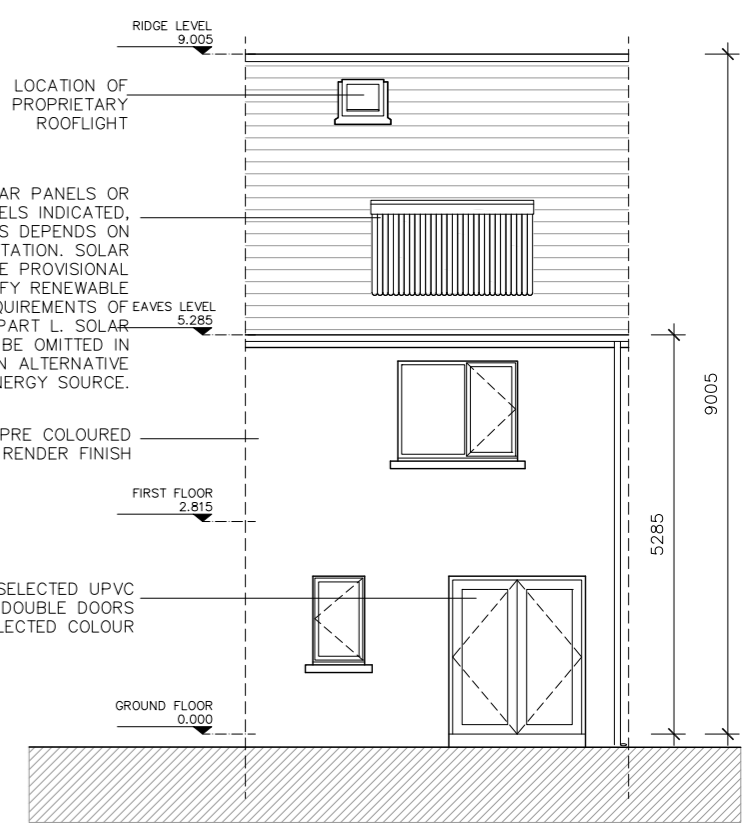 RIDGE LEVEL
9.005
LOCATION OF
PROPRIETARY
ROOFLIGHT
AR PANELS OR
ELS INDICATED,
S DEPENDS ON
TATION. SOLAR
E PROVISIONAL
FY RENEWABLE
QUIREMENTS OF
PART L. SOLAR
BE OMITTED IN
N ALTERNATIVE
NERGY SOURCE.
EAVES LEVEL
5.285
PRE COLOURED
RENDER FINISH
FIRST FLOOR
2.815
SELECTED UPVC
DOUBLE DOORS
LECTED COLOUR
GROUND FLOOR
0.000
5285
9005